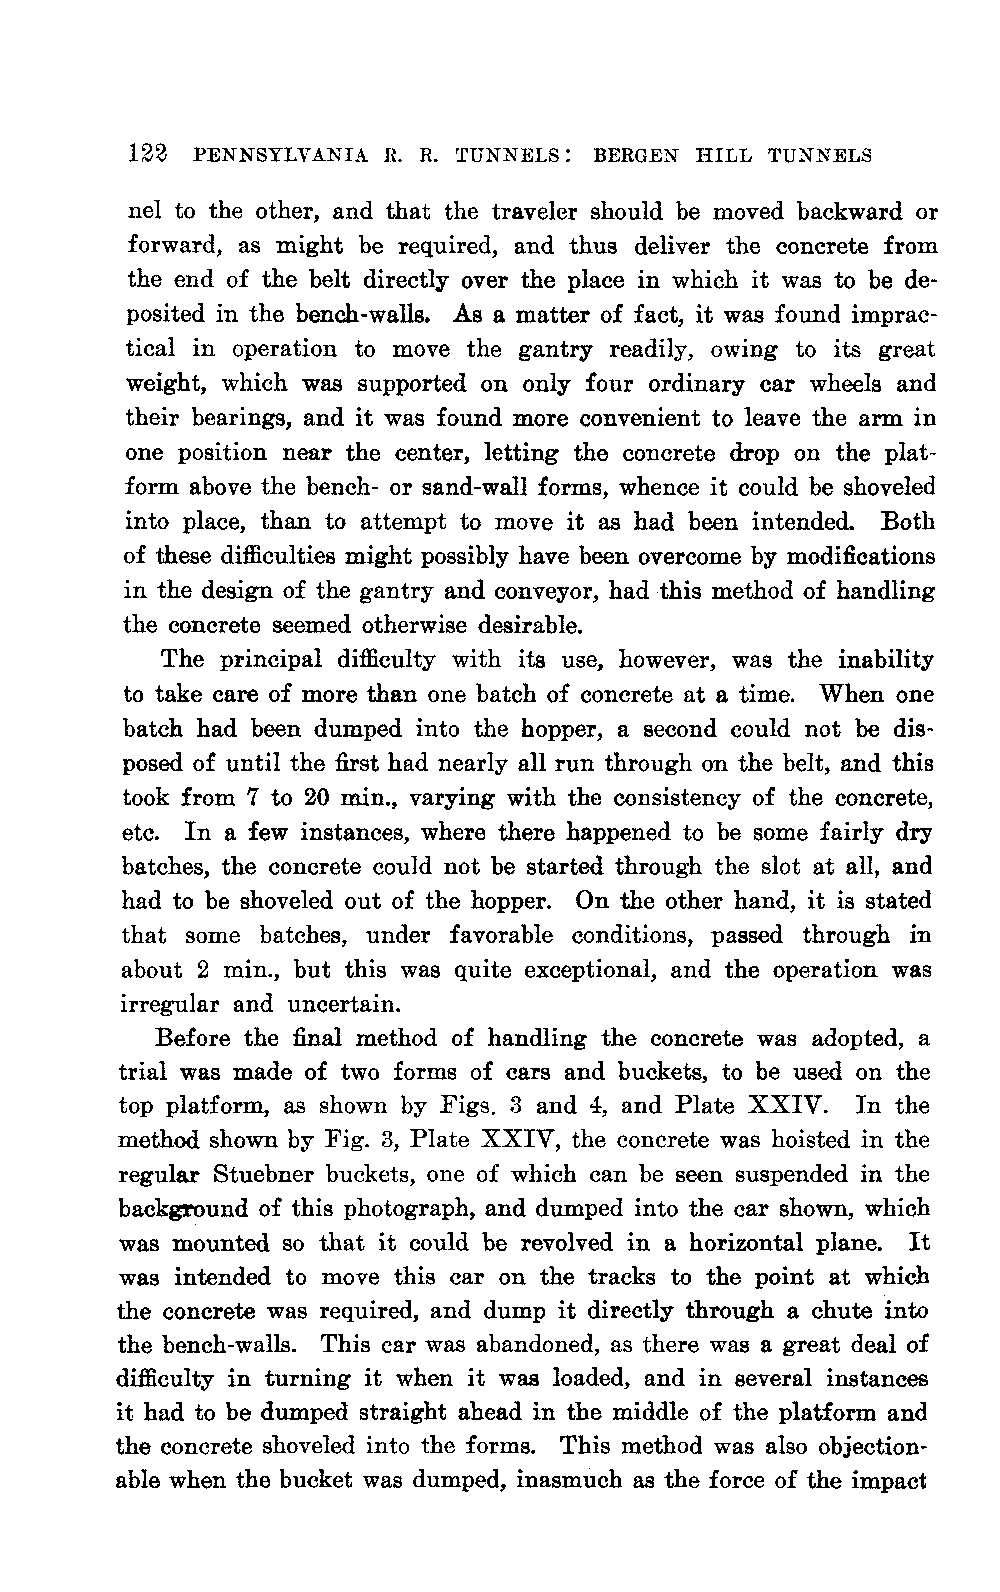 122 PENNSYLVANIA R. R. TUNNELS: BERGEN HILL TUNNELS
nel to the other, and that the traveler should be moved backward or
forward, as might be required, and thus deliver the concrete from
the end of the belt directly over the place in which it was to be de-
posited in the bench-walls. As a matter of fact, it was found imprac-
tical in operation to move the gantry readily, owing to its great
weight, which was supported on only four ordinary car wheels and
their bearings, and it was found more convenient to leave the arm in
one position near the center, letting the concrete drop on the plat-
form above the bench- or sand-wall forms, whence it could be shoveled
into place, than to attempt to move it as had been intended. Both
of these difficulties might possibly have been overcome by modifications
in the design of the gantry and conveyor, had this method of handling
the concrete seemed otherwise desirable.
The principal difficulty with its use, however, was the inability
to take care of more than one batch of concrete at a time. When one
batch had been dumped into the hopper, a second could not be dis-
posed of until the first had nearly all run through on the belt, and this
took from 7 to 20 min., varying with the consistency of the concrete,
etc. In a few instances, where there happened to be some fairly dry
batches, the concrete could not be started through the slot at all, and
had to be shoveled out of the hopper. On the other hand, it is stated
that some batches, under favorable conditions, passed through in
about 2 min., but this was quite exceptional, and the operation was
irregular and uncertain.
Before the final method of handling the concrete was adopted, a
trial was made of two forms of cars and buckets, to be used on the
top platform, as shown by Figs. 3 and 4, and Plate XXIV. In the
method shown by Fig. 3, Plate XXIV, the concrete was hoisted in the
regular Stuebner buckets, one of which can be seen suspended in the
background of this photograph, and dumped into the car shown, which
was mounted so that it could be revolved in a horizontal plane. It
was intended to move this car on the tracks to the point at which
the concrete was required, and dump it directly through a chute into
the bench-walls. This car was abandoned, as there was a great deal of
difficulty in turning it when it was loaded, and in several instances
it had to be dumped straight ahead in the middle of the platform and
the concrete shoveled into the forms. This method was also objection-
able when the bucket was dumped, inasmuch as the force of the impact